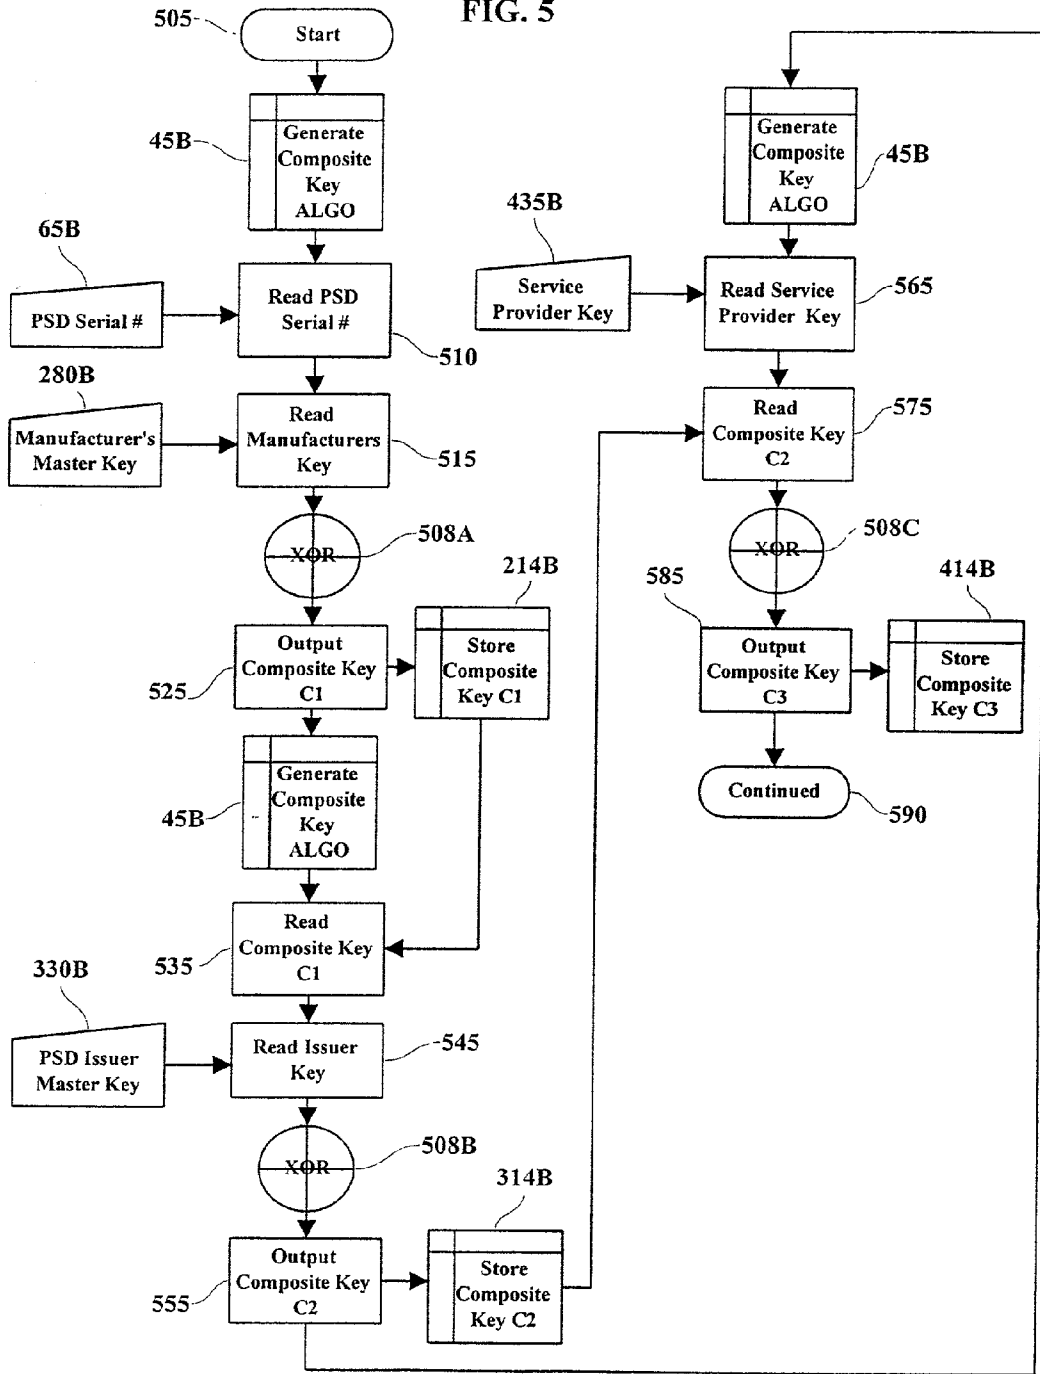 FIG. 5
505
Start
45B
Generate
Composite
Key
ALGO
65B
PSD Serial #
Read PSD
Serial #
510
280B
Manufacturer's
Master Key
Read
Manufacturers
Key
515
XOR
508A
214B
Output
Composite Key
C1
525
Store
Composite
Key C1
Generate
Composite
Key
ALGO
45B
Read
Composite Key
C1
535
330B
PSD Issuer
Master Key
Read Issuer
Key
545
XOR
508B
314B
Output
Composite Key
C2
555
Store
Composite
Key C2
Generate
Composite
Key
ALGO
45B
435B
Service
Provider Key
Read Service
Provider Key
565
Read
Composite Key
C2
575
XOR
508C
585
414B
Output
Composite Key
C3
Store
Composite
Key C3
Continued
590